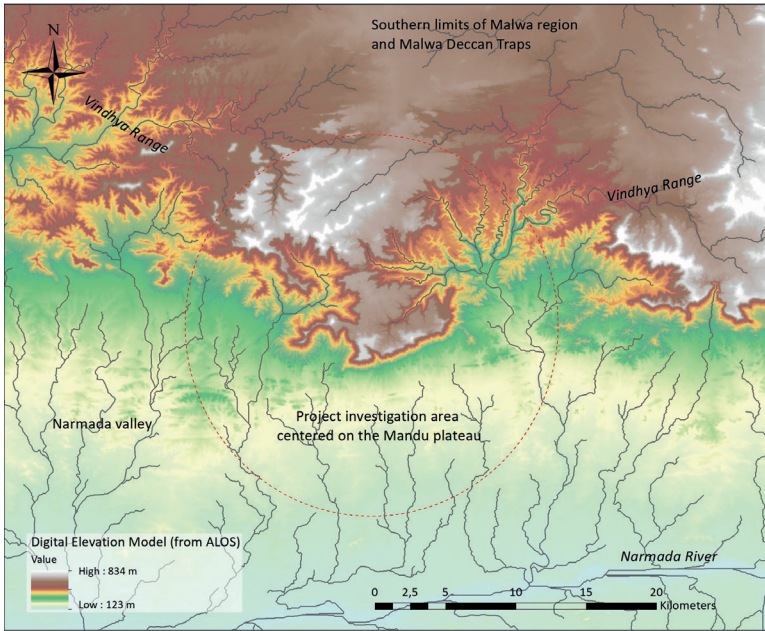 Southern limits of Malwa region
and Malwa Deccan Traps
N
Vindhya Range
Vindhya Range
Project investigation area
centered on the Mandu plateau
Narmada valley
Digital Elevation Model (from ALOS)
Value
High : 834 m
Low : 123 m
Narmada River
0 2,5 5 10 15 20
Kilometers